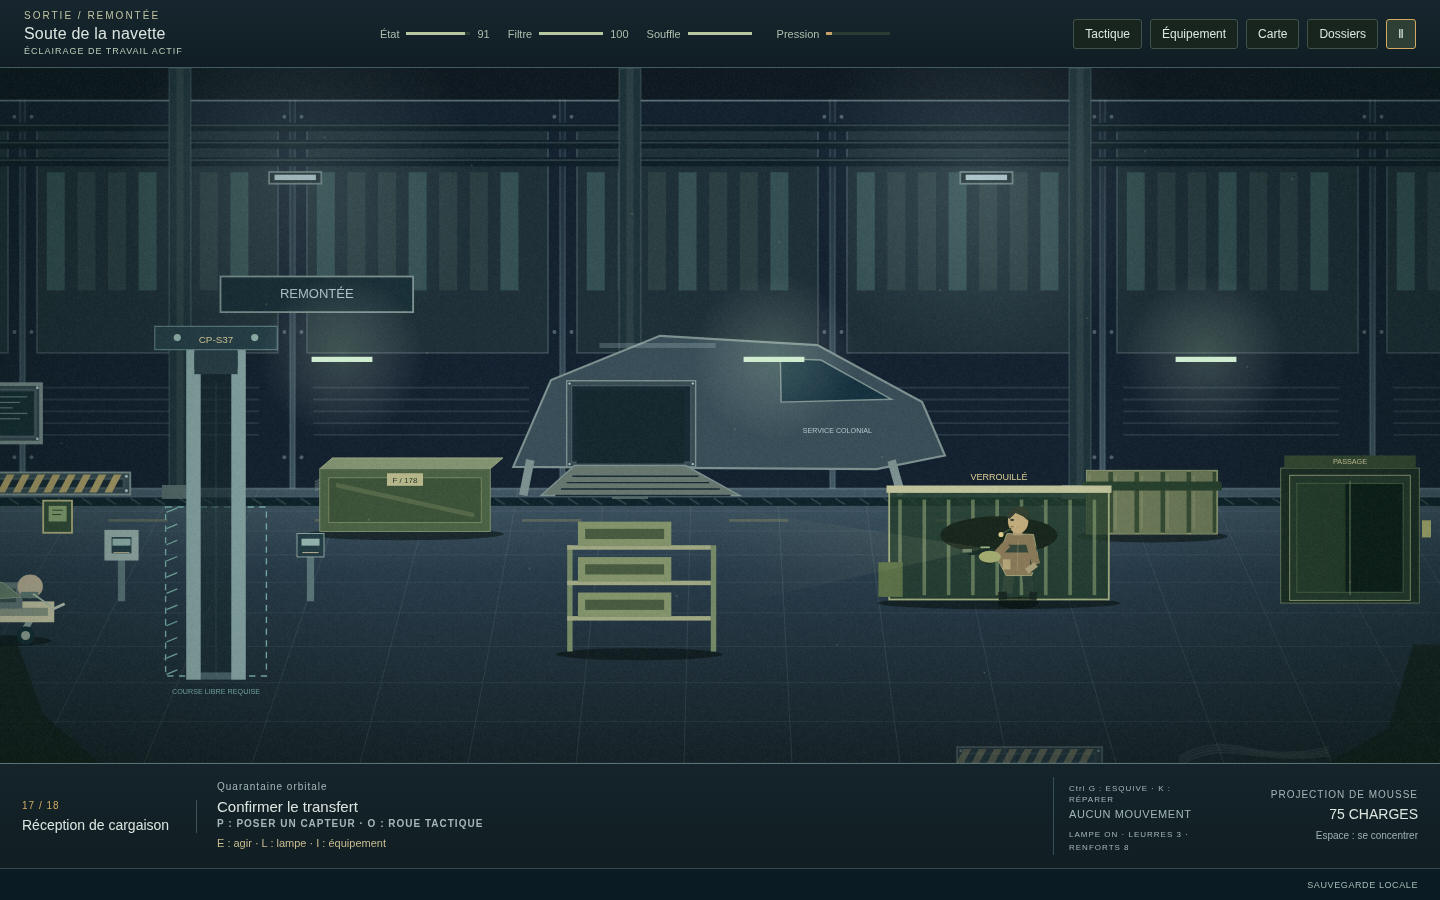 SORTIE / REMONTÉE
Soute de la navette
ÉCLAIRAGE DE TRAVAIL ACTIF
État 91 Filtre 100 Souffle Pression
Tactique Équipement Carte Dossiers II
REMONTÉE
CP-S37
SERVICE COLONIAL
F / 178
VERROUILLÉ
PASSAGE
COURSE LIBRE REQUISE
17 / 18
Réception de cargaison
Quarantaine orbitale
Confirmer le transfert
P : POSER UN CAPTEUR · O : ROUE TACTIQUE
E : agir · L : lampe · I : équipement
Ctrl G : ESQUIVE · K :
RÉPARER
AUCUN MOUVEMENT
LAMPE ON · LEURRES 3 ·
RENFORTS 8
PROJECTION DE MOUSSE
75 CHARGES
Espace : se concentrer
SAUVEGARDE LOCALE